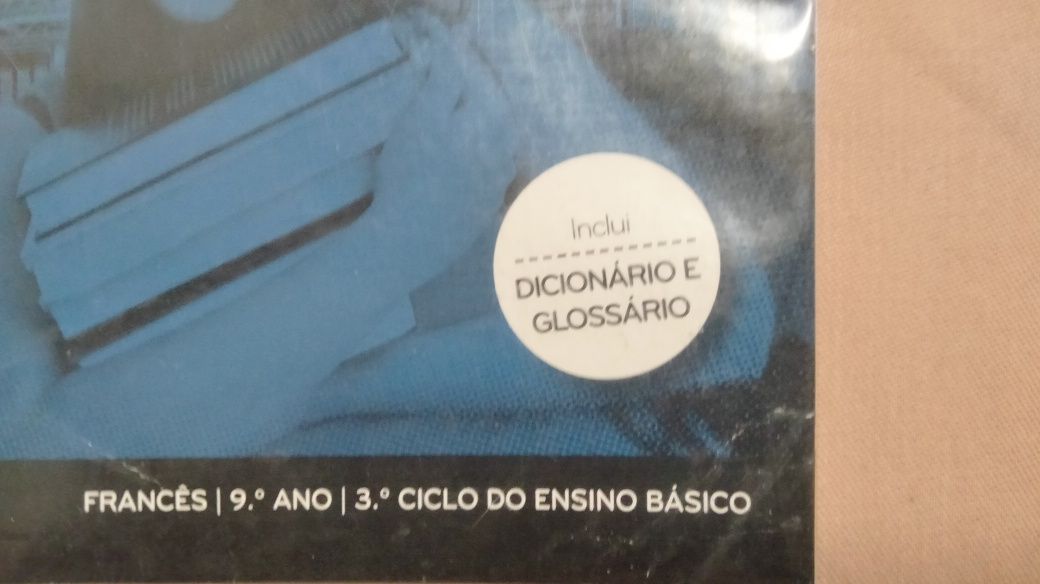 Inclui
DICIONÁRIO E
GLOSSÁRIO
FRANCÊS | 9.º ANO | 3.º CICLO DO ENSINO BÁSICO